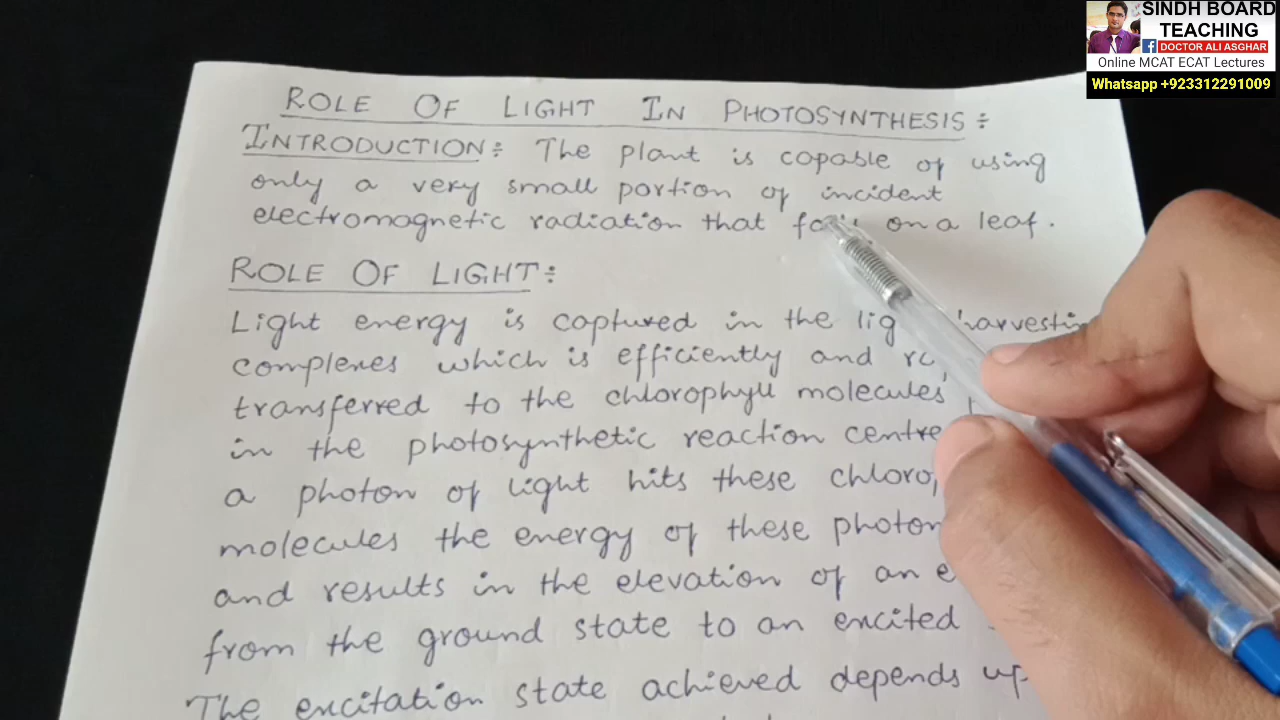 SINDH BOARD
TEACHING
DOCTOR ALI ASGHAR
Online MCAT ECAT Lectures
Whatsapp +923312291009
ROLE OF LIGHT IN PHOTOSYNTHESIS:
INTRODUCTION: The plant is capable of using
only a very small portion of incident
electromagnetic radiation that on a leaf.
ROLE OF LIGHT:
Light energy is captured in the
complexes which is efficiently and
transferred to the chlorophyll molecules
in the photosynthetic reaction
a photon of light hits these
molecules the energy of these
and results in the elevation of an
from the ground state to an excited
The excitation state achieved depends